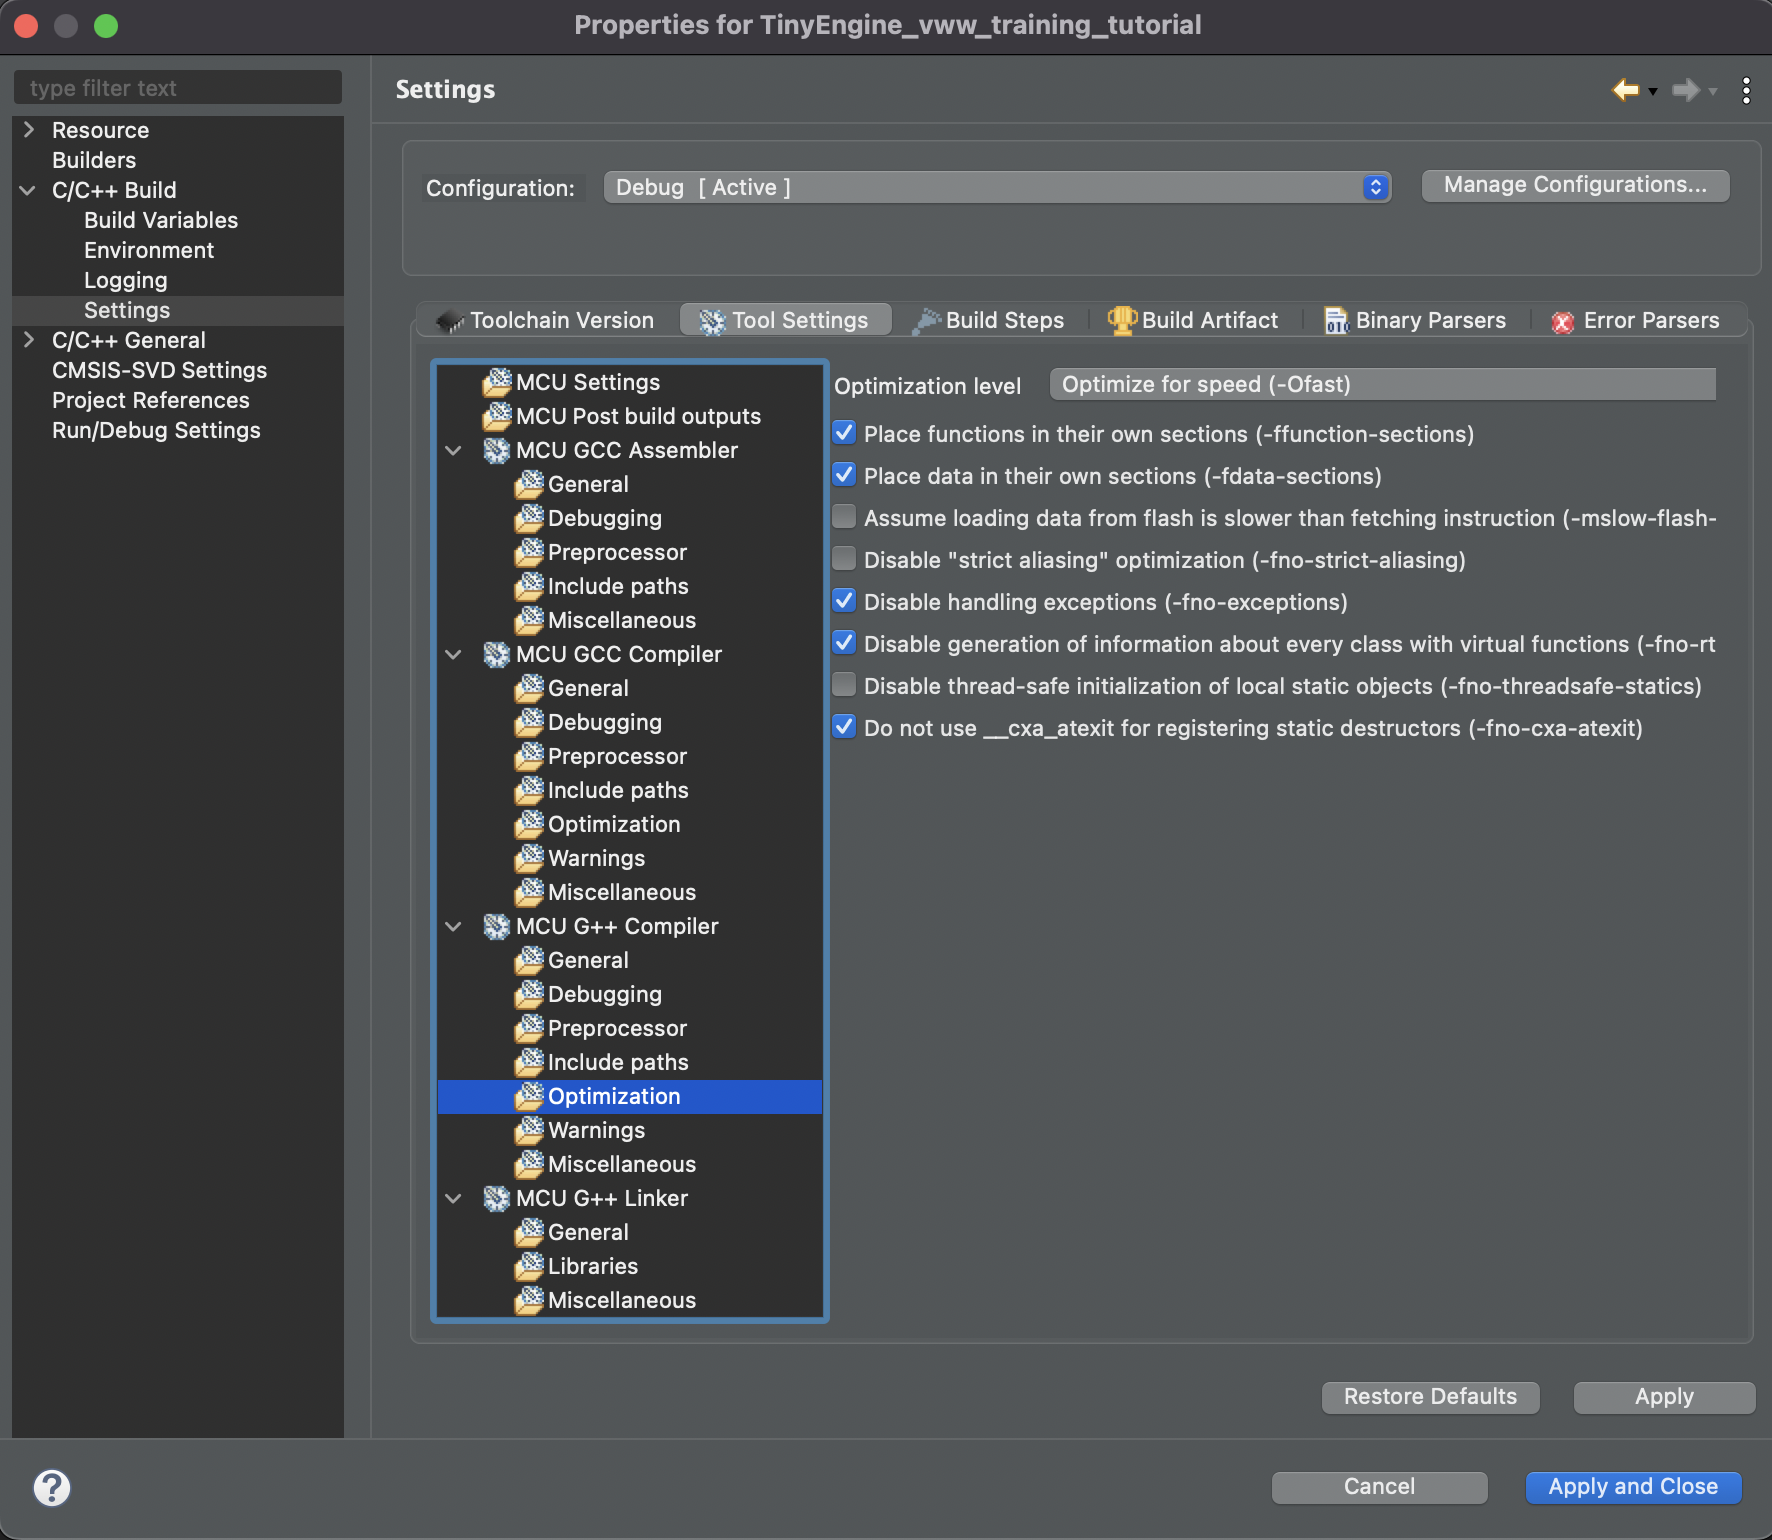 Properties for TinyEngine_vww_training_tutorial
type filter text
Resource
Builders
C/C++ Build
Build Variables
Environment
Logging
Settings
C/C++ General
CMSIS-SVD Settings
Project References
Run/Debug Settings
Settings
Configuration: Debug [ Active ] Manage Configurations...
Toolchain Version Tool Settings Build Steps Build Artifact Binary Parsers Error Parsers
MCU Settings
MCU Post build outputs
MCU GCC Assembler
General
Debugging
Preprocessor
Include paths
Miscellaneous
MCU GCC Compiler
General
Debugging
Preprocessor
Include paths
Optimization
Warnings
Miscellaneous
MCU G++ Compiler
General
Debugging
Preprocessor
Include paths
Optimization
Warnings
Miscellaneous
MCU G++ Linker
General
Libraries
Miscellaneous
Optimization level Optimize for speed (-Ofast)
Place functions in their own sections (-ffunction-sections)
Place data in their own sections (-fdata-sections)
Assume loading data from flash is slower than fetching instruction (-mslow-flash-
Disable "strict aliasing" optimization (-fno-strict-aliasing)
Disable handling exceptions (-fno-exceptions)
Disable generation of information about every class with virtual functions (-fno-rt
Disable thread-safe initialization of local static objects (-fno-threadsafe-statics)
Do not use __cxa_atexit for registering static destructors (-fno-cxa-atexit)
Restore Defaults Apply
? Cancel Apply and Close